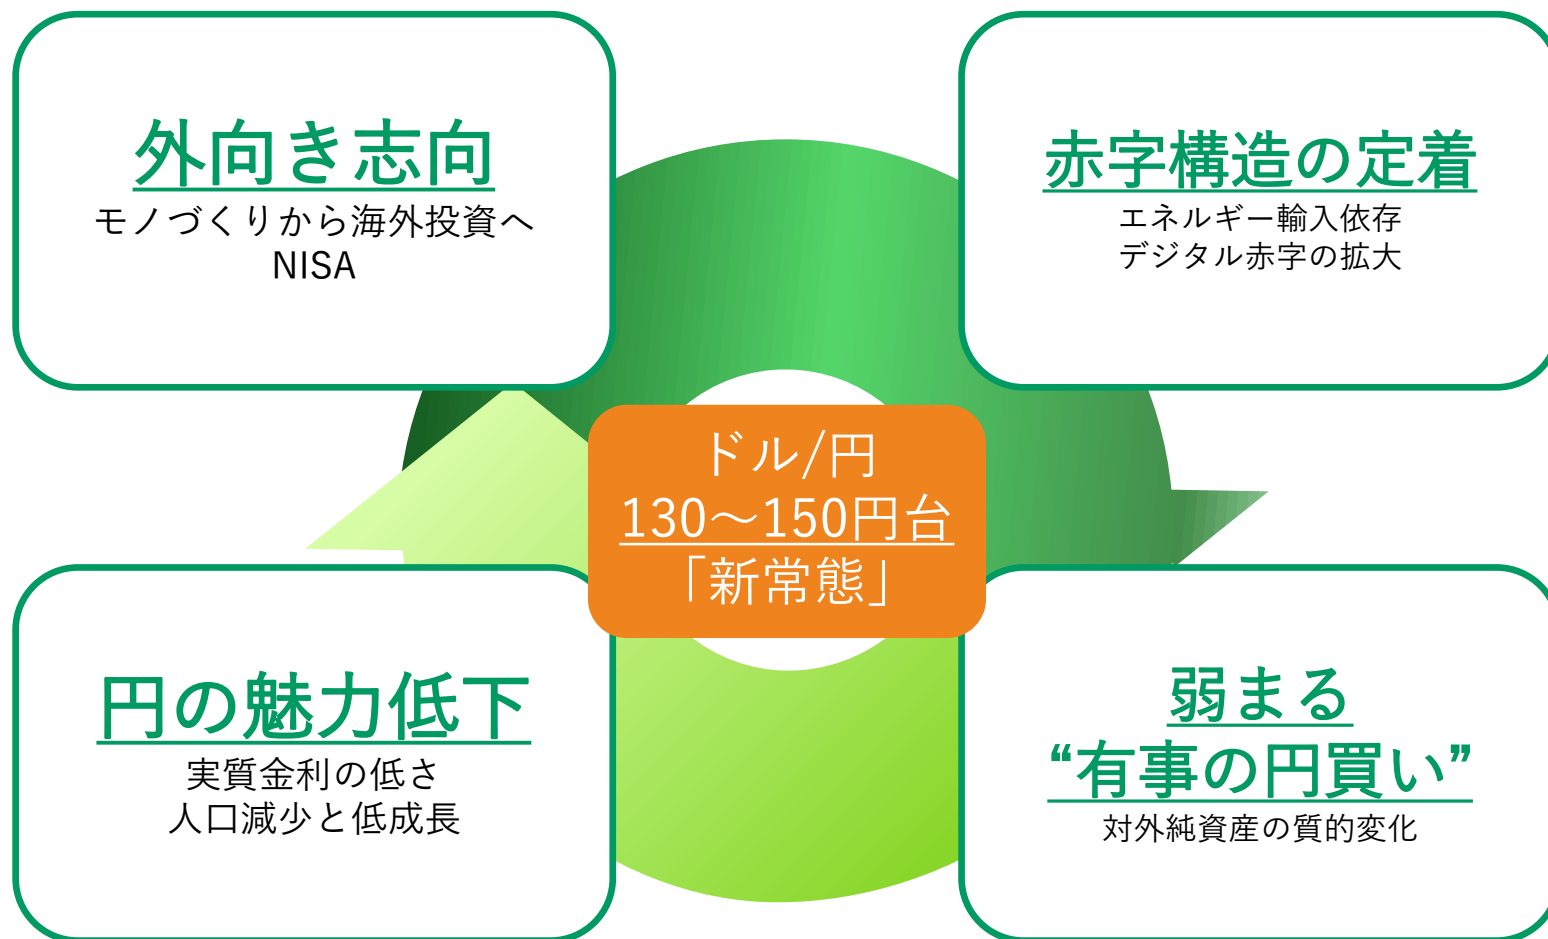 外向き志向
モノづくりから海外投資へ
NISA
赤字構造の定着
エネルギー輸入依存
デジタル赤字の拡大
ドル/円
130～150円台
「新常態」
円の魅力低下
実質金利の低さ
人口減少と低成長
弱まる
“有事の円買い”
対外純資産の質的変化